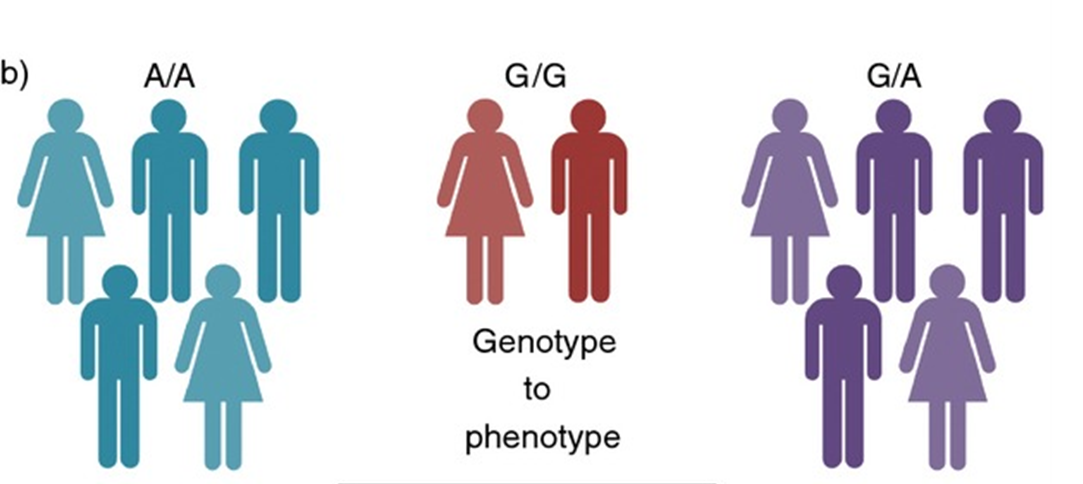 b) A/A G/G G/A
Genotype
to
phenotype